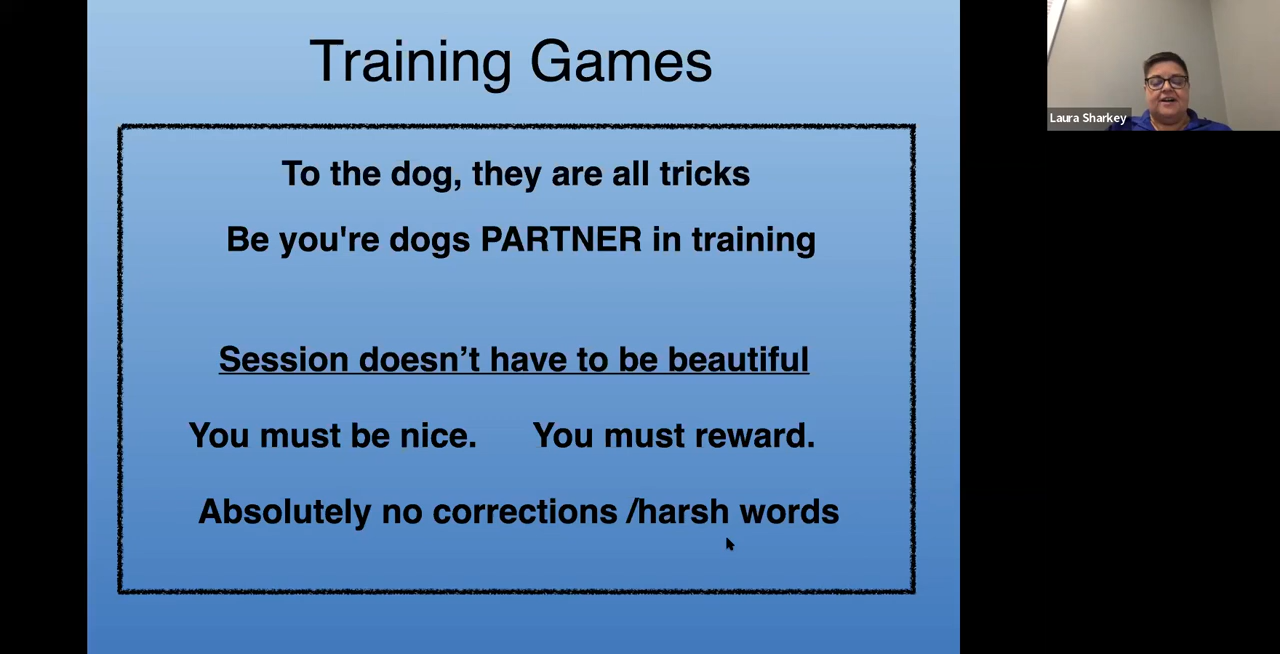 Training Games
Laura Sharkey
To the dog, they are all tricks
Be you're dogs PARTNER in training
Session doesn’t have to be beautiful
You must be nice. You must reward.
Absolutely no corrections /harsh words